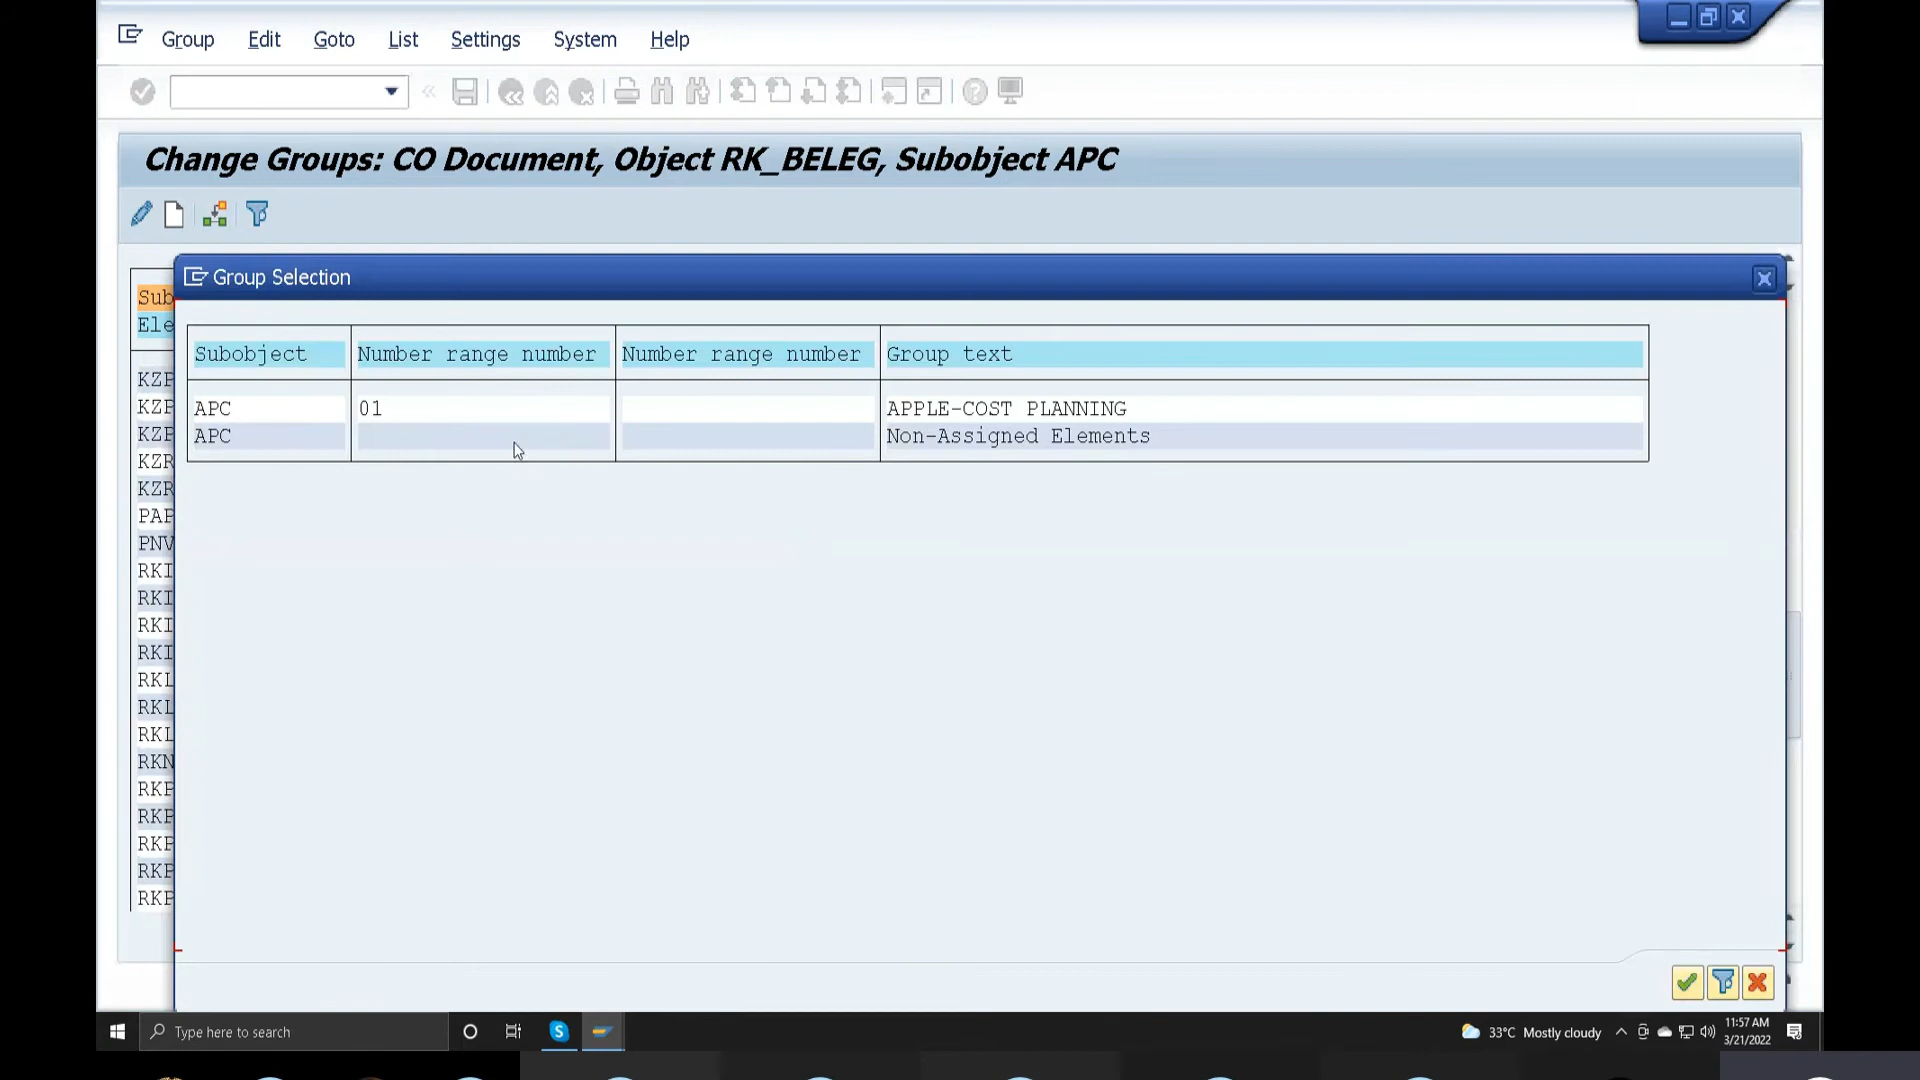 Group Edit Goto List Settings System Help
Change Groups: CO Document, Object RK_BELEG, Subobject APC
Group Selection
Sub
Ele
Subobject Number range number Number range number Group text
APC 01 APPLE-COST PLANNING
APC Non-Assigned Elements
KZP
KZP
KZP
KZR
KZR
PAP
PNV
RKI
RKI
RKI
RKI
RKL
RKL
RKL
RKN
RKP
RKP
RKP
RKP
RKP
Type here to search
33°C Mostly cloudy
11:57 AM
3/21/2022